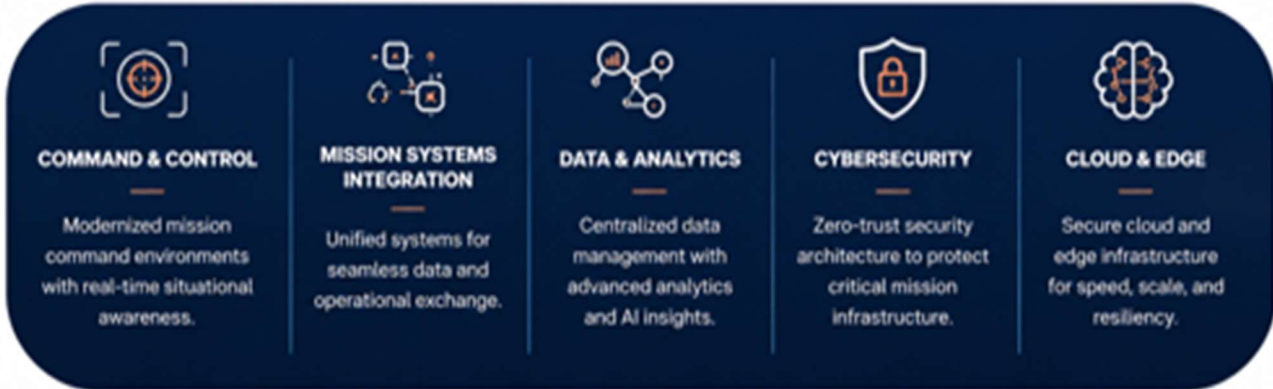 COMMAND & CONTROL
Modernized mission
command environments
with real-time situational
awareness.
MISSION SYSTEMS
INTEGRATION
Unified systems for
seamless data and
operational exchange.
DATA & ANALYTICS
Centralized data
management with
advanced analytics
and AI insights.
CYBERSECURITY
Zero-trust security
architecture to protect
critical mission
infrastructure.
CLOUD & EDGE
Secure cloud and
edge infrastructure
for speed, scale, and
resiliency.